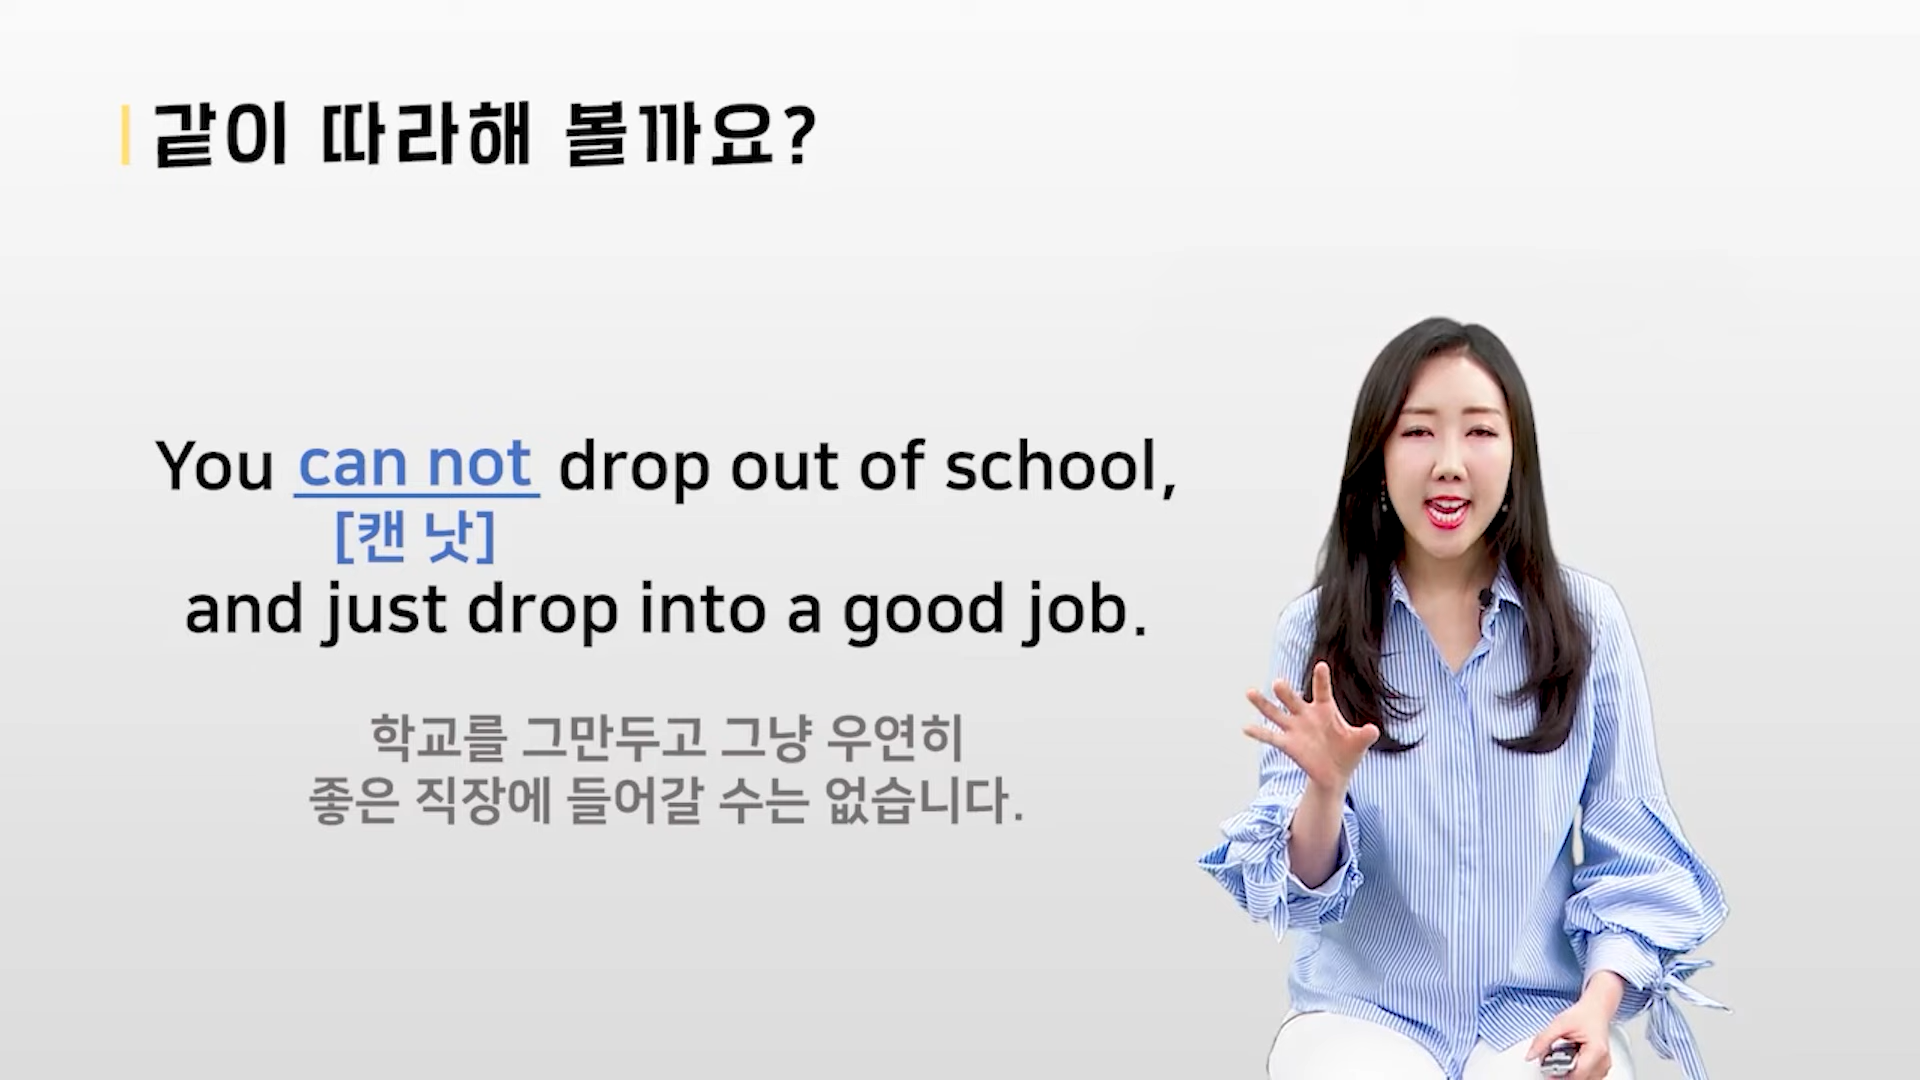 같이 따라해 볼까요?
You can not drop out of school,
[캔 낫]
and just drop into a good job.
학교를 그만두고 그냥 우연히
좋은 직장에 들어갈 수는 없습니다.